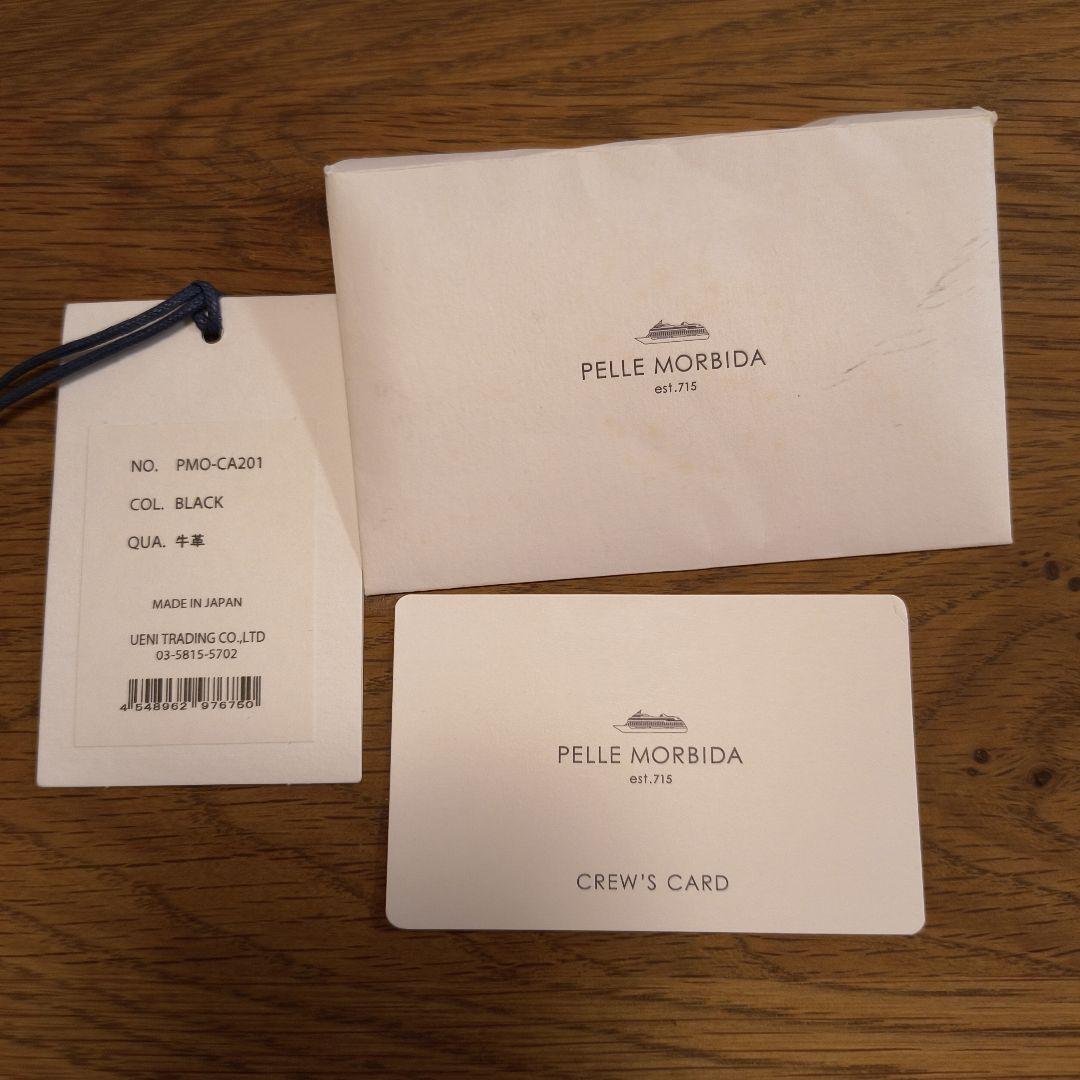 NO. PMO-CA201
COL. BLACK
QUA. 牛革
MADE IN JAPAN
UENI TRADING CO.,LTD
03-5815-5702
4 548962 976750
PELLE MORBIDA
est.715
PELLE MORBIDA
est.715
CREW'S CARD